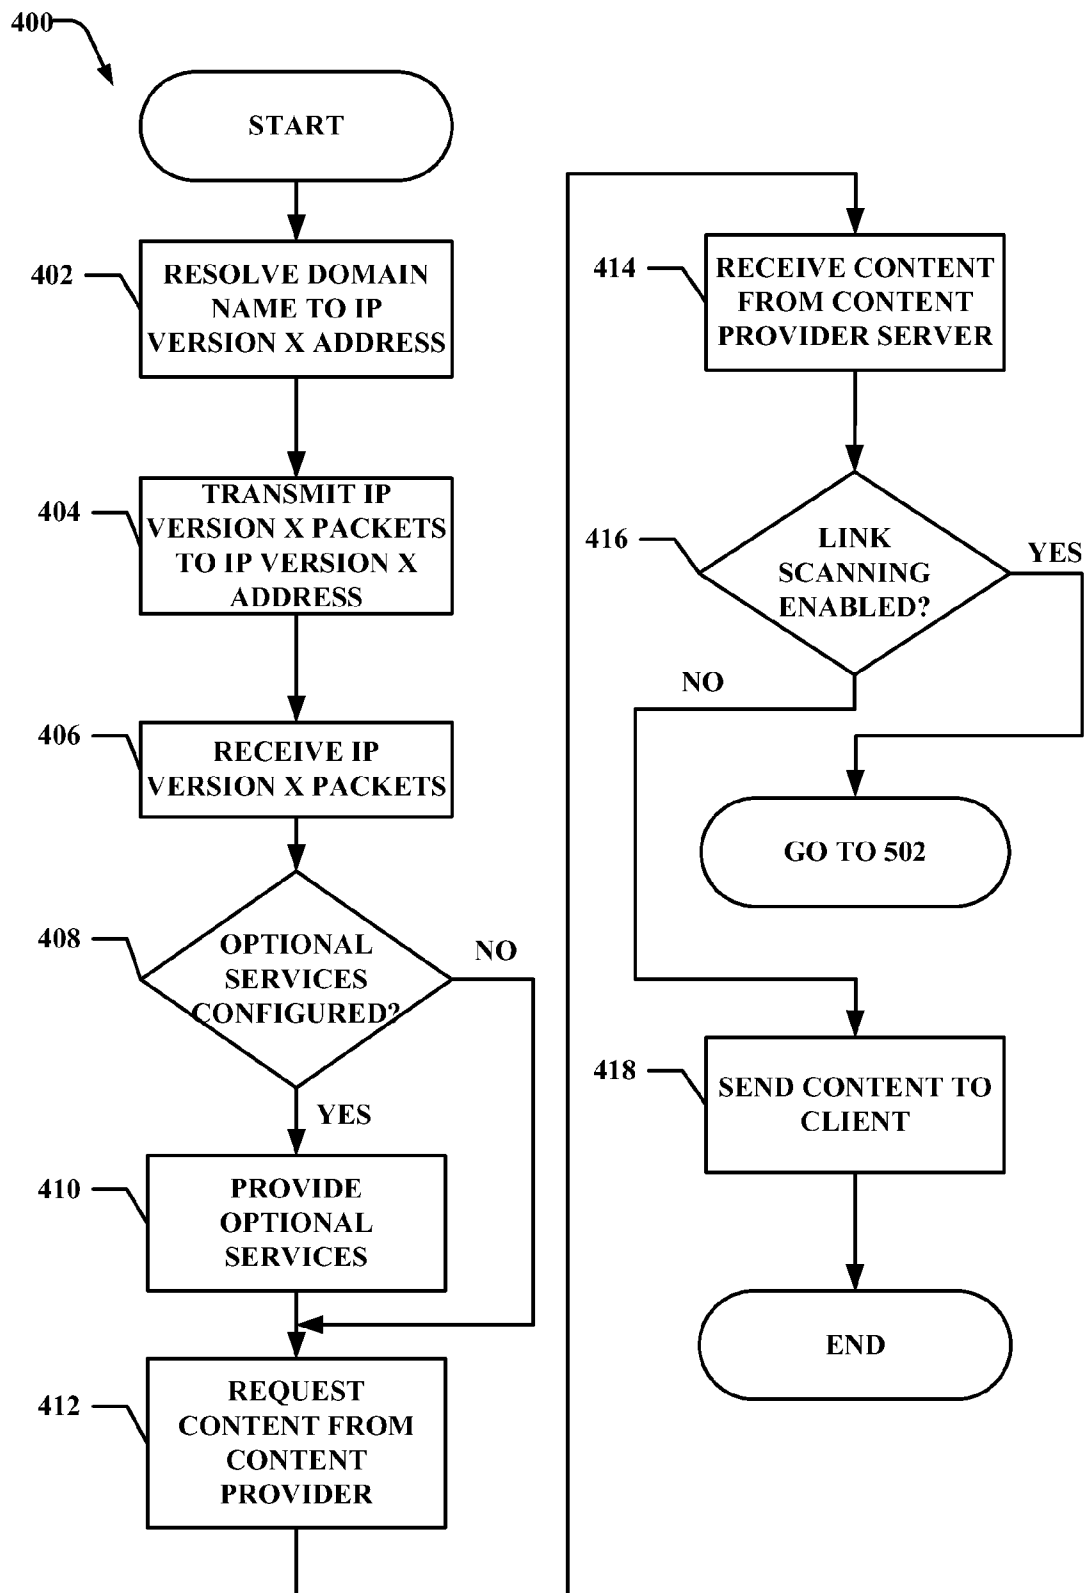 400
START
402
RESOLVE DOMAIN
NAME TO IP
VERSION X ADDRESS
404
TRANSMIT IP
VERSION X PACKETS
TO IP VERSION X
ADDRESS
406
RECEIVE IP
VERSION X PACKETS
408
OPTIONAL
SERVICES
CONFIGURED?
NO
YES
410
PROVIDE
OPTIONAL
SERVICES
412
REQUEST
CONTENT FROM
CONTENT
PROVIDER
414
RECEIVE CONTENT
FROM CONTENT
PROVIDER SERVER
416
LINK
SCANNING
ENABLED?
YES
NO
GO TO 502
418
SEND CONTENT TO
CLIENT
END